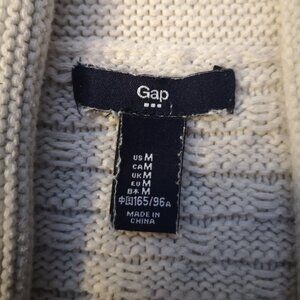 Gap
US M
CA M
UK M
EU M
日本 M
中国165/96A
MADE IN
CHINA